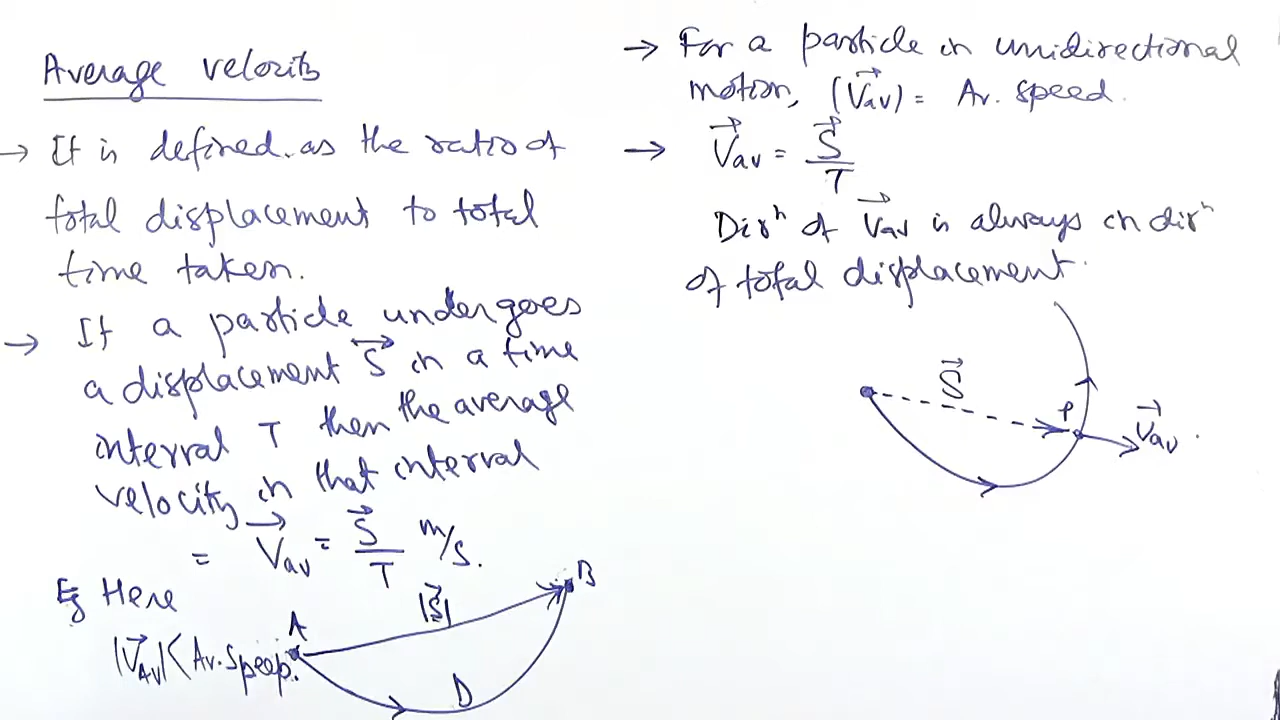 Average velocity
→ It is defined as the ratio of
total displacement to total
time taken.
→ If a particle undergoes
a displacement S⃗ in a time
interval T then the average
velocity in that interval
= V⃗av = S⃗/T m/s.
Eg Here
|V⃗AV| < Av. Speep.
A
|S⃗|
B
D
→ For a particle in unidirectional
motion, (V⃗av) = Av. speed.
→ V⃗av = S⃗/T
Dirⁿ of V⃗av is always in dirⁿ
of total displacement.
S⃗
P
V⃗av